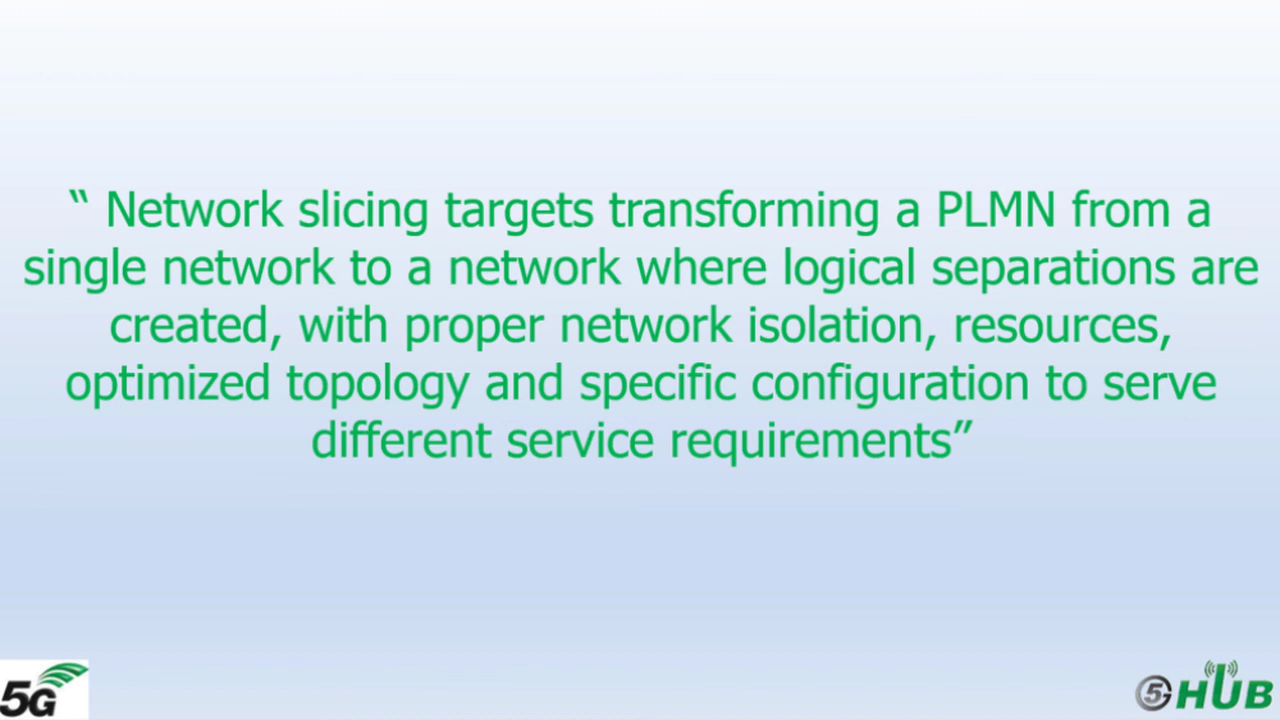 “ Network slicing targets transforming a PLMN from a
single network to a network where logical separations are
created, with proper network isolation, resources,
optimized topology and specific configuration to serve
different service requirements”
5G
5G HUB